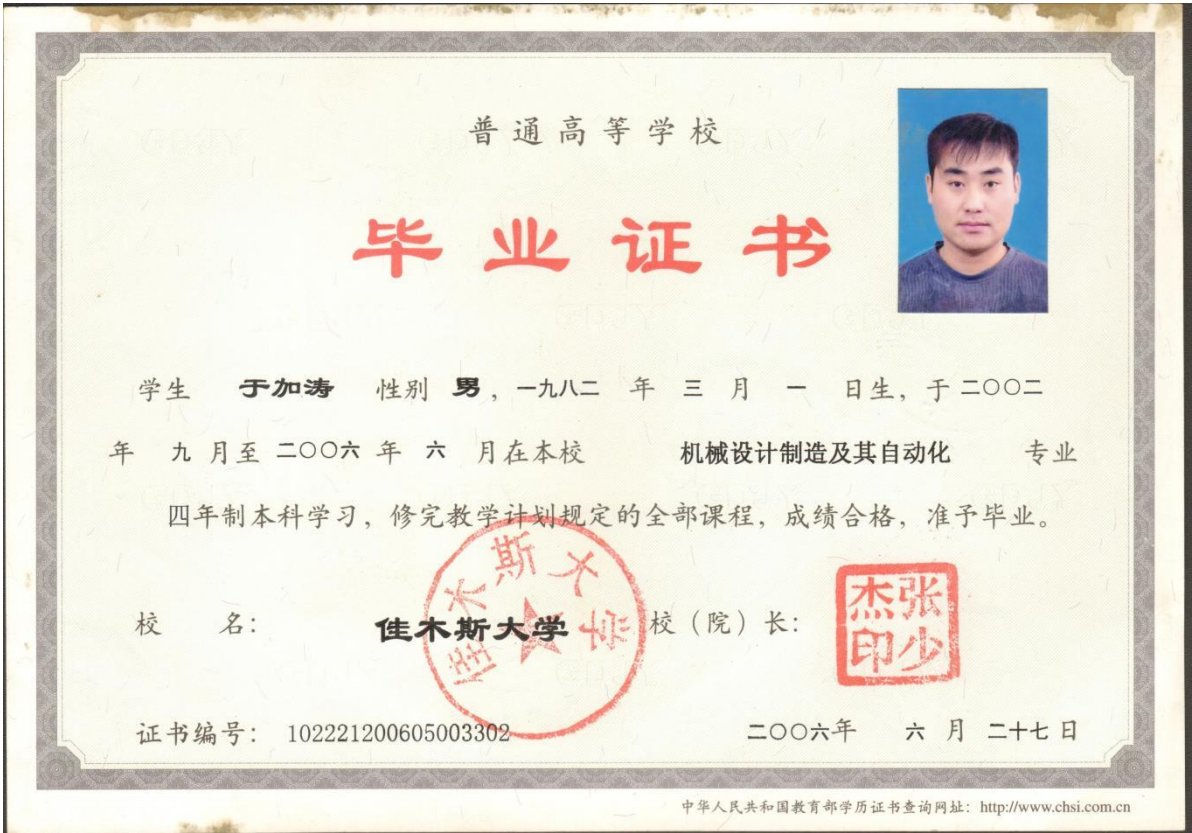 普通高等学校
毕业证书
学生 于加涛 性别 男，一九八二 年 三 月 一 日生，于 二〇〇二
年 九 月至 二〇〇六 年 六 月在本校 机械设计制造及其自动化 专业
四年制本科学习，修完教学计划规定的全部课程，成绩合格，准予毕业。
佳木斯大学
校 名： 佳木斯大学 校（院）长：
张少杰印
证书编号： 102221200605003302 二〇〇六年 六 月 二十七 日
中华人民共和国教育部学历证书查询网址：http://www.chsi.com.cn